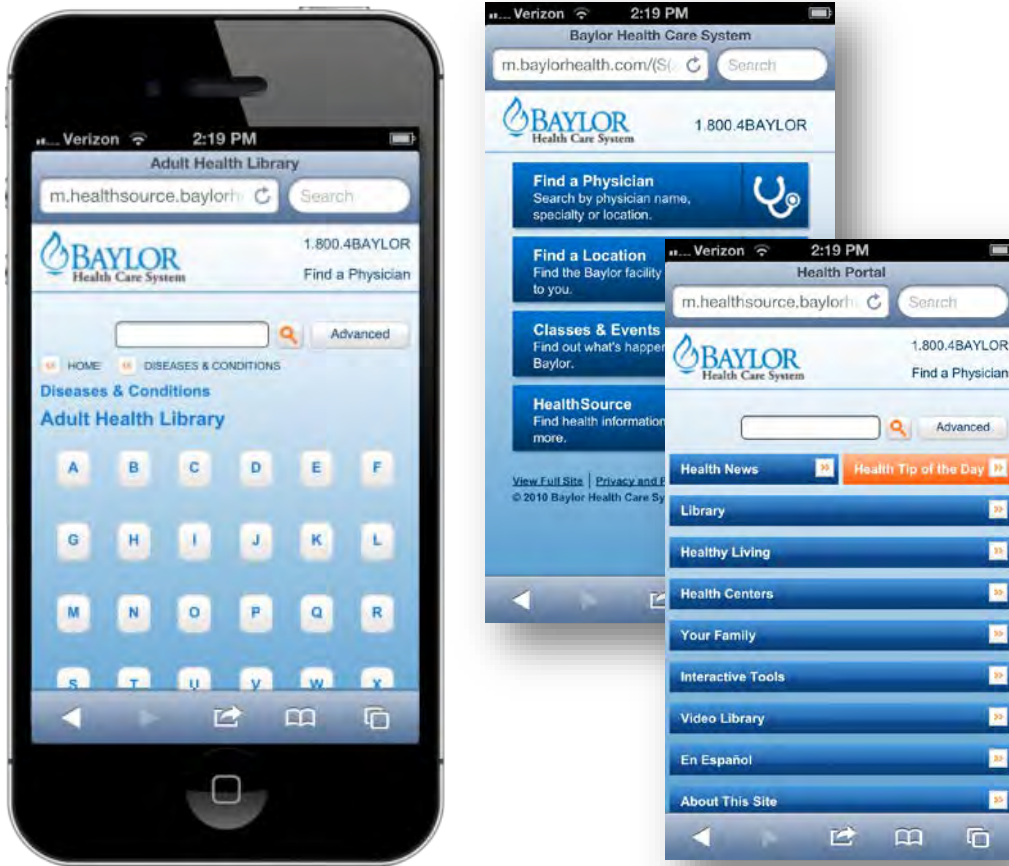 Verizon 2:19 PM
Adult Health Library
m.healthsource.baylorh Search
BAYLOR
Health Care System
1.800.4BAYLOR
Find a Physician
Advanced
HOME DISEASES & CONDITIONS
Diseases & Conditions
Adult Health Library
A B C D E F
G H I J K L
M N O P Q R
S T U V W X
Verizon 2:19 PM
Baylor Health Care System
m.baylorhealth.com/(S( Search
BAYLOR
Health Care System
1.800.4BAYLOR
Find a Physician
Search by physician name,
specialty or location.
Find a Location
Find the Baylor facility
to you.
Classes & Events
Find out what's happen
Baylor.
HealthSource
Find health information
more.
View Full Site | Privacy and
© 2010 Baylor Health Care Sy
Verizon 2:19 PM
Health Portal
m.healthsource.baylorh Search
BAYLOR
Health Care System
1.800.4BAYLOR
Find a Physician
Advanced
Health News Health Tip of the Day
Library
Healthy Living
Health Centers
Your Family
Interactive Tools
Video Library
En Español
About This Site